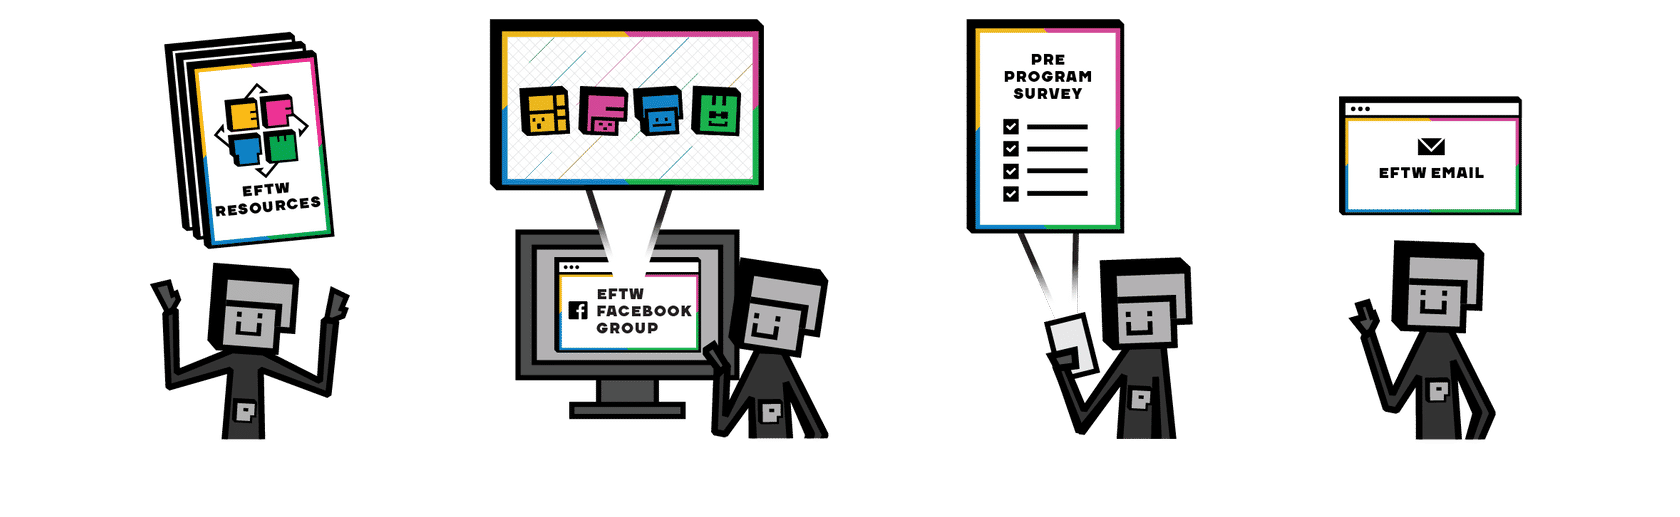 EFTW
RESOURCES
EFTW
FACEBOOK
GROUP
PRE
PROGRAM
SURVEY
EFTW EMAIL